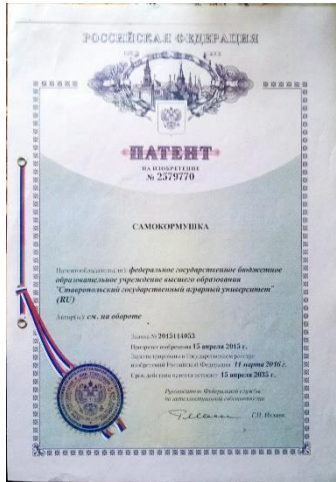 РОССИЙСКАЯ ФЕДЕРАЦИЯ
ПАТЕНТ
НА ИЗОБРЕТЕНИЕ
№ 2579770
САМОКОРМУШКА
Патентообладатель(ли): федеральное государственное бюджетное
образовательное учреждение высшего образования
"Ставропольский государственный аграрный университет"
(RU)
Автор(ы): см. на обороте
Заявка № 2015114053
Приоритет изобретения 15 апреля 2015 г.
Зарегистрировано в Государственном реестре
изобретений Российской Федерации 11 марта 2016 г.
Срок действия патента истекает 15 апреля 2035 г.
Руководитель Федеральной службы
по интеллектуальной собственности
Г.П. Ивлиев